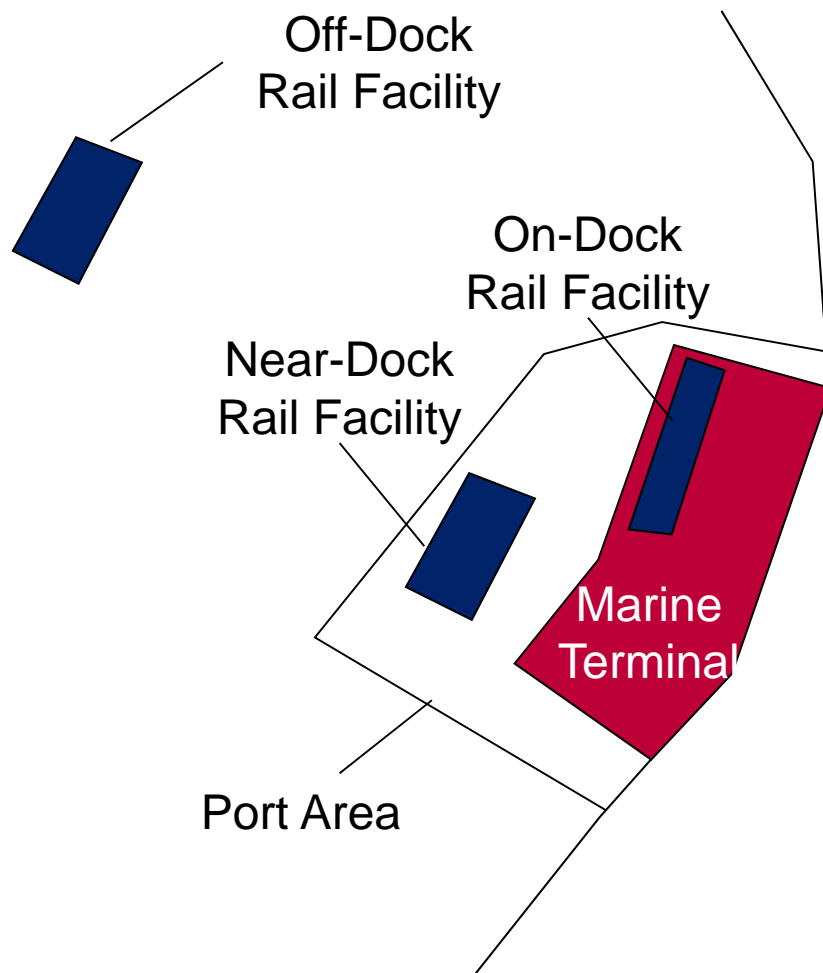 Off-Dock
Rail Facility
On-Dock
Rail Facility
Near-Dock
Rail Facility
Marine
Terminal
Port Area